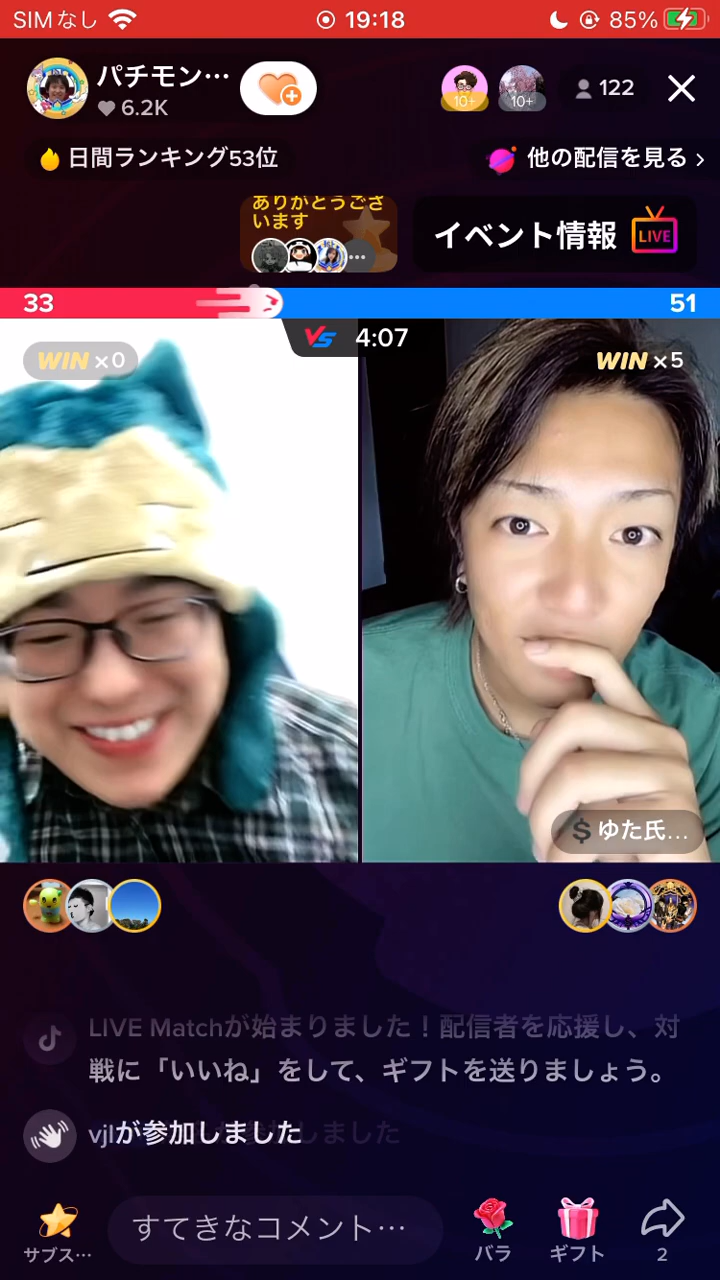 SIMなし
19:18
85%
パチモン…
6.2K
10+
10+
122
日間ランキング53位
他の配信を見る
ありがとうござ
います
イベント情報
LIVE
33
51
VS
4:07
WIN ×0
WIN ×5
$ ゆた氏…
LIVE Matchが始まりました！配信者を応援し、対
戦に「いいね」をして、ギフトを送りましょう。
vjlが参加しました
サブス…
すてきなコメント…
バラ
ギフト
2